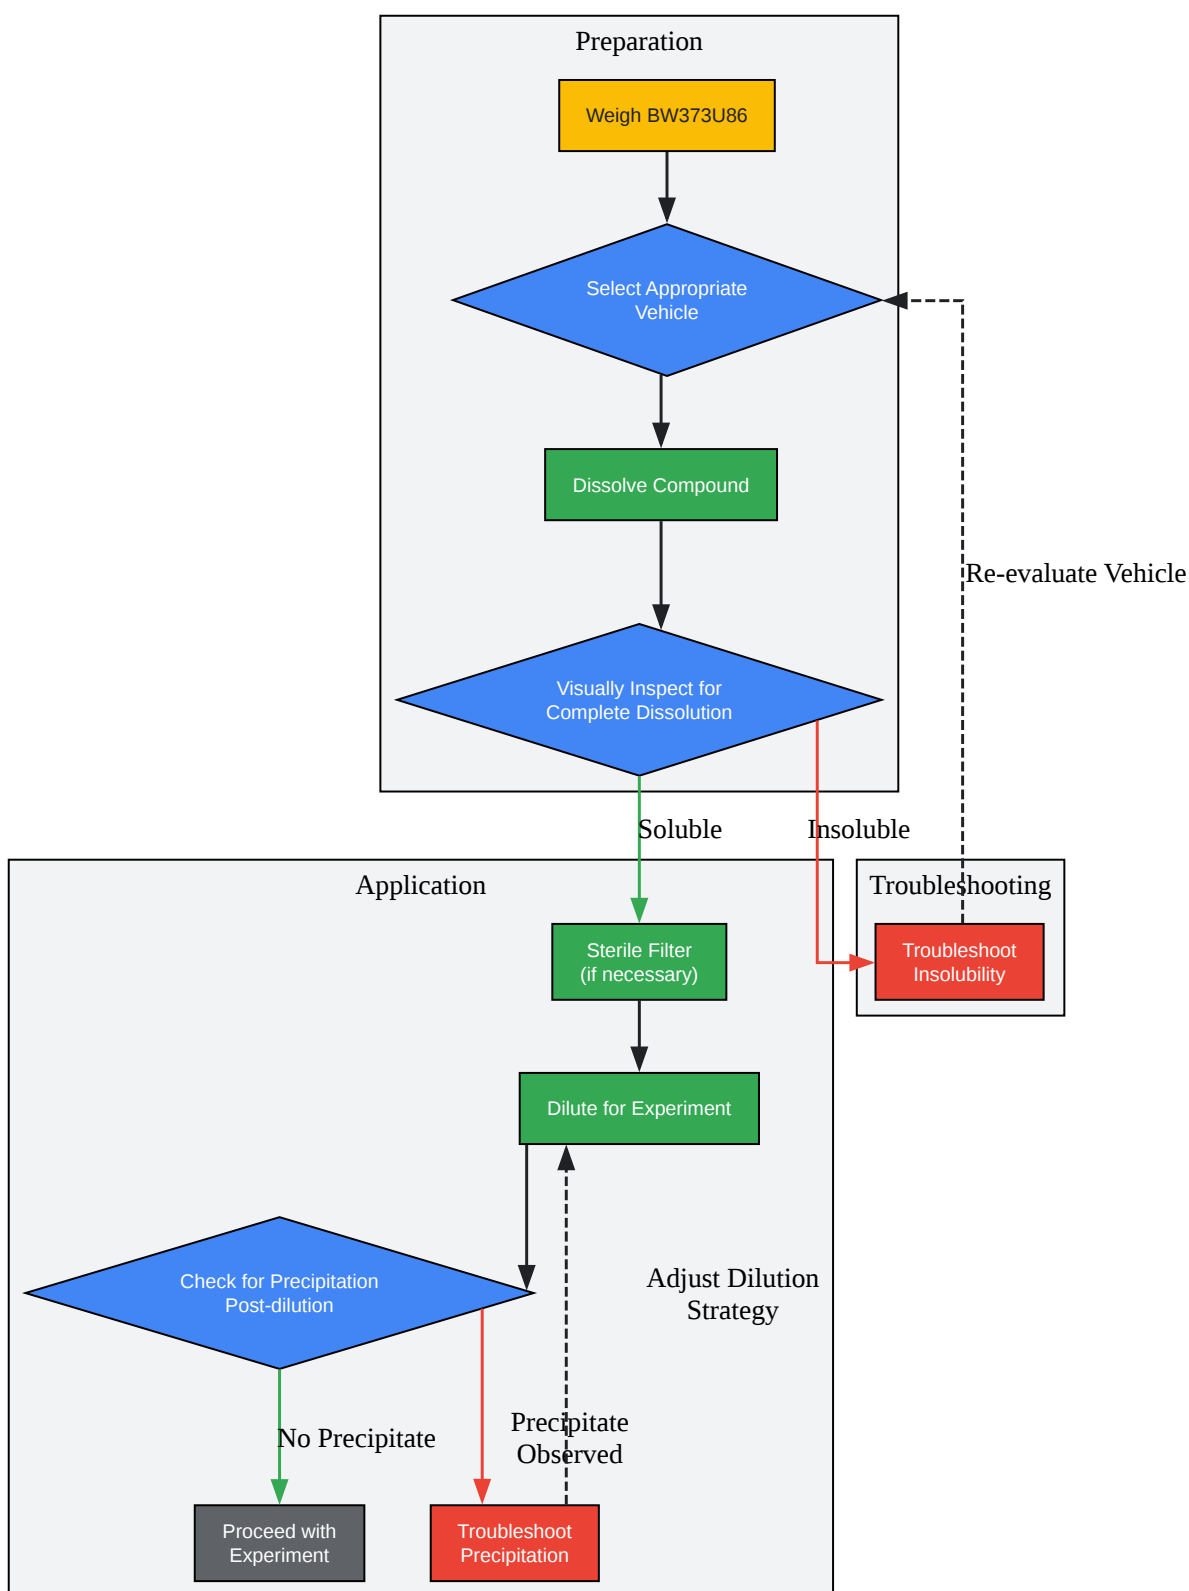 Preparation
Weigh BW373U86
Select Appropriate
Vehicle
Dissolve Compound
Re-evaluate Vehicle
Visually Inspect for
Complete Dissolution
Soluble
Insoluble
Application
Troubleshooting
Sterile Filter
(if necessary)
Troubleshoot
Insolubility
Dilute for Experiment
Check for Precipitation
Post-dilution
Adjust Dilution
Strategy
No Precipitate
Precipitate
Observed
Proceed with
Experiment
Troubleshoot
Precipitation